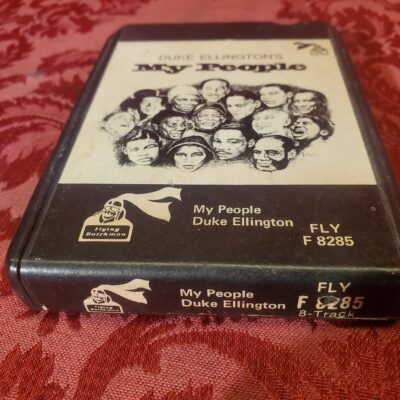 DUKE ELLINGTON'S
My People
Flying
Dutchman
My People
Duke Ellington
FLY
F 8285
My People
Duke Ellington
FLY
F 8285
8-Track